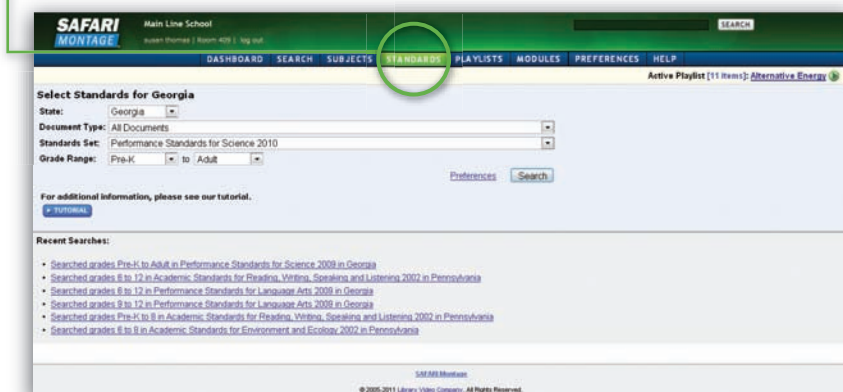 SAFARI
MONTAGE
Main Line School
susan thomas | Room 409 | log out
SEARCH
DASHBOARD SEARCH SUBJECTS STANDARDS PLAYLISTS MODULES PREFERENCES HELP
Active Playlist [11 items]: Alternative Energy
Select Standards for Georgia
State: Georgia
Document Type: All Documents
Standards Set: Performance Standards for Science 2010
Grade Range: Pre-K to Adult
Preferences Search
For additional information, please see our tutorial.
TUTORIAL
Recent Searches:
• Searched grades Pre-K to Adult in Performance Standards for Science 2009 in Georgia
• Searched grades 6 to 12 in Academic Standards for Reading, Writing, Speaking and Listening 2002 in Pennsylvania
• Searched grades 6 to 12 in Performance Standards for Language Arts 2009 in Georgia
• Searched grades 9 to 12 in Performance Standards for Language Arts 2009 in Georgia
• Searched grades Pre-K to 8 in Academic Standards for Reading, Writing, Speaking and Listening 2002 in Pennsylvania
• Searched grades 6 to 8 in Academic Standards for Environment and Ecology 2002 in Pennsylvania
SAFARI Montage
© 2005-2011 Library Video Company, All Rights Reserved.